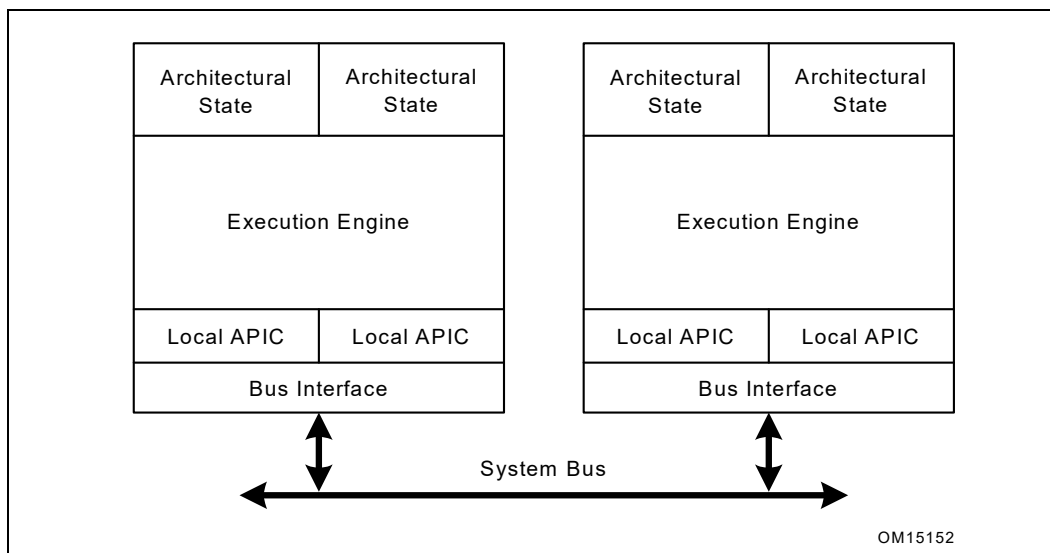 Architectural
State
Architectural
State
Architectural
State
Architectural
State
Execution Engine
Execution Engine
Local APIC
Local APIC
Local APIC
Local APIC
Bus Interface
Bus Interface
System Bus
OM15152